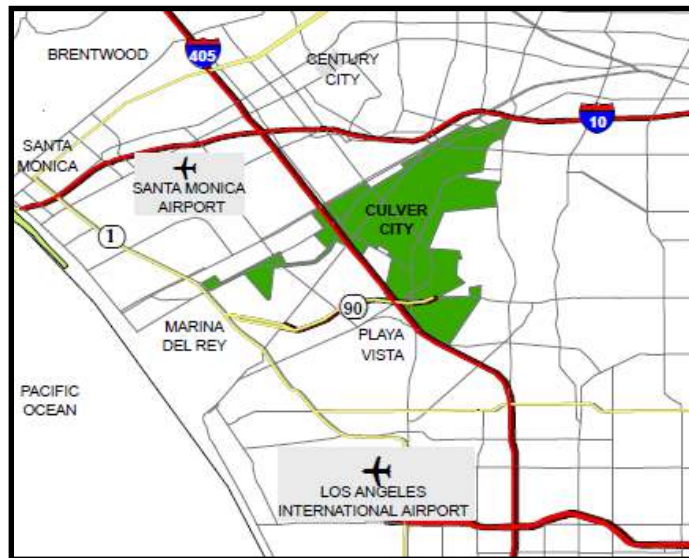 BRENTWOOD
405
CENTURY
CITY
10
SANTA
MONICA
SANTA MONICA
AIRPORT
CULVER
CITY
1
90
MARINA
DEL REY
PLAYA
VISTA
PACIFIC
OCEAN
LOS ANGELES
INTERNATIONAL AIRPORT